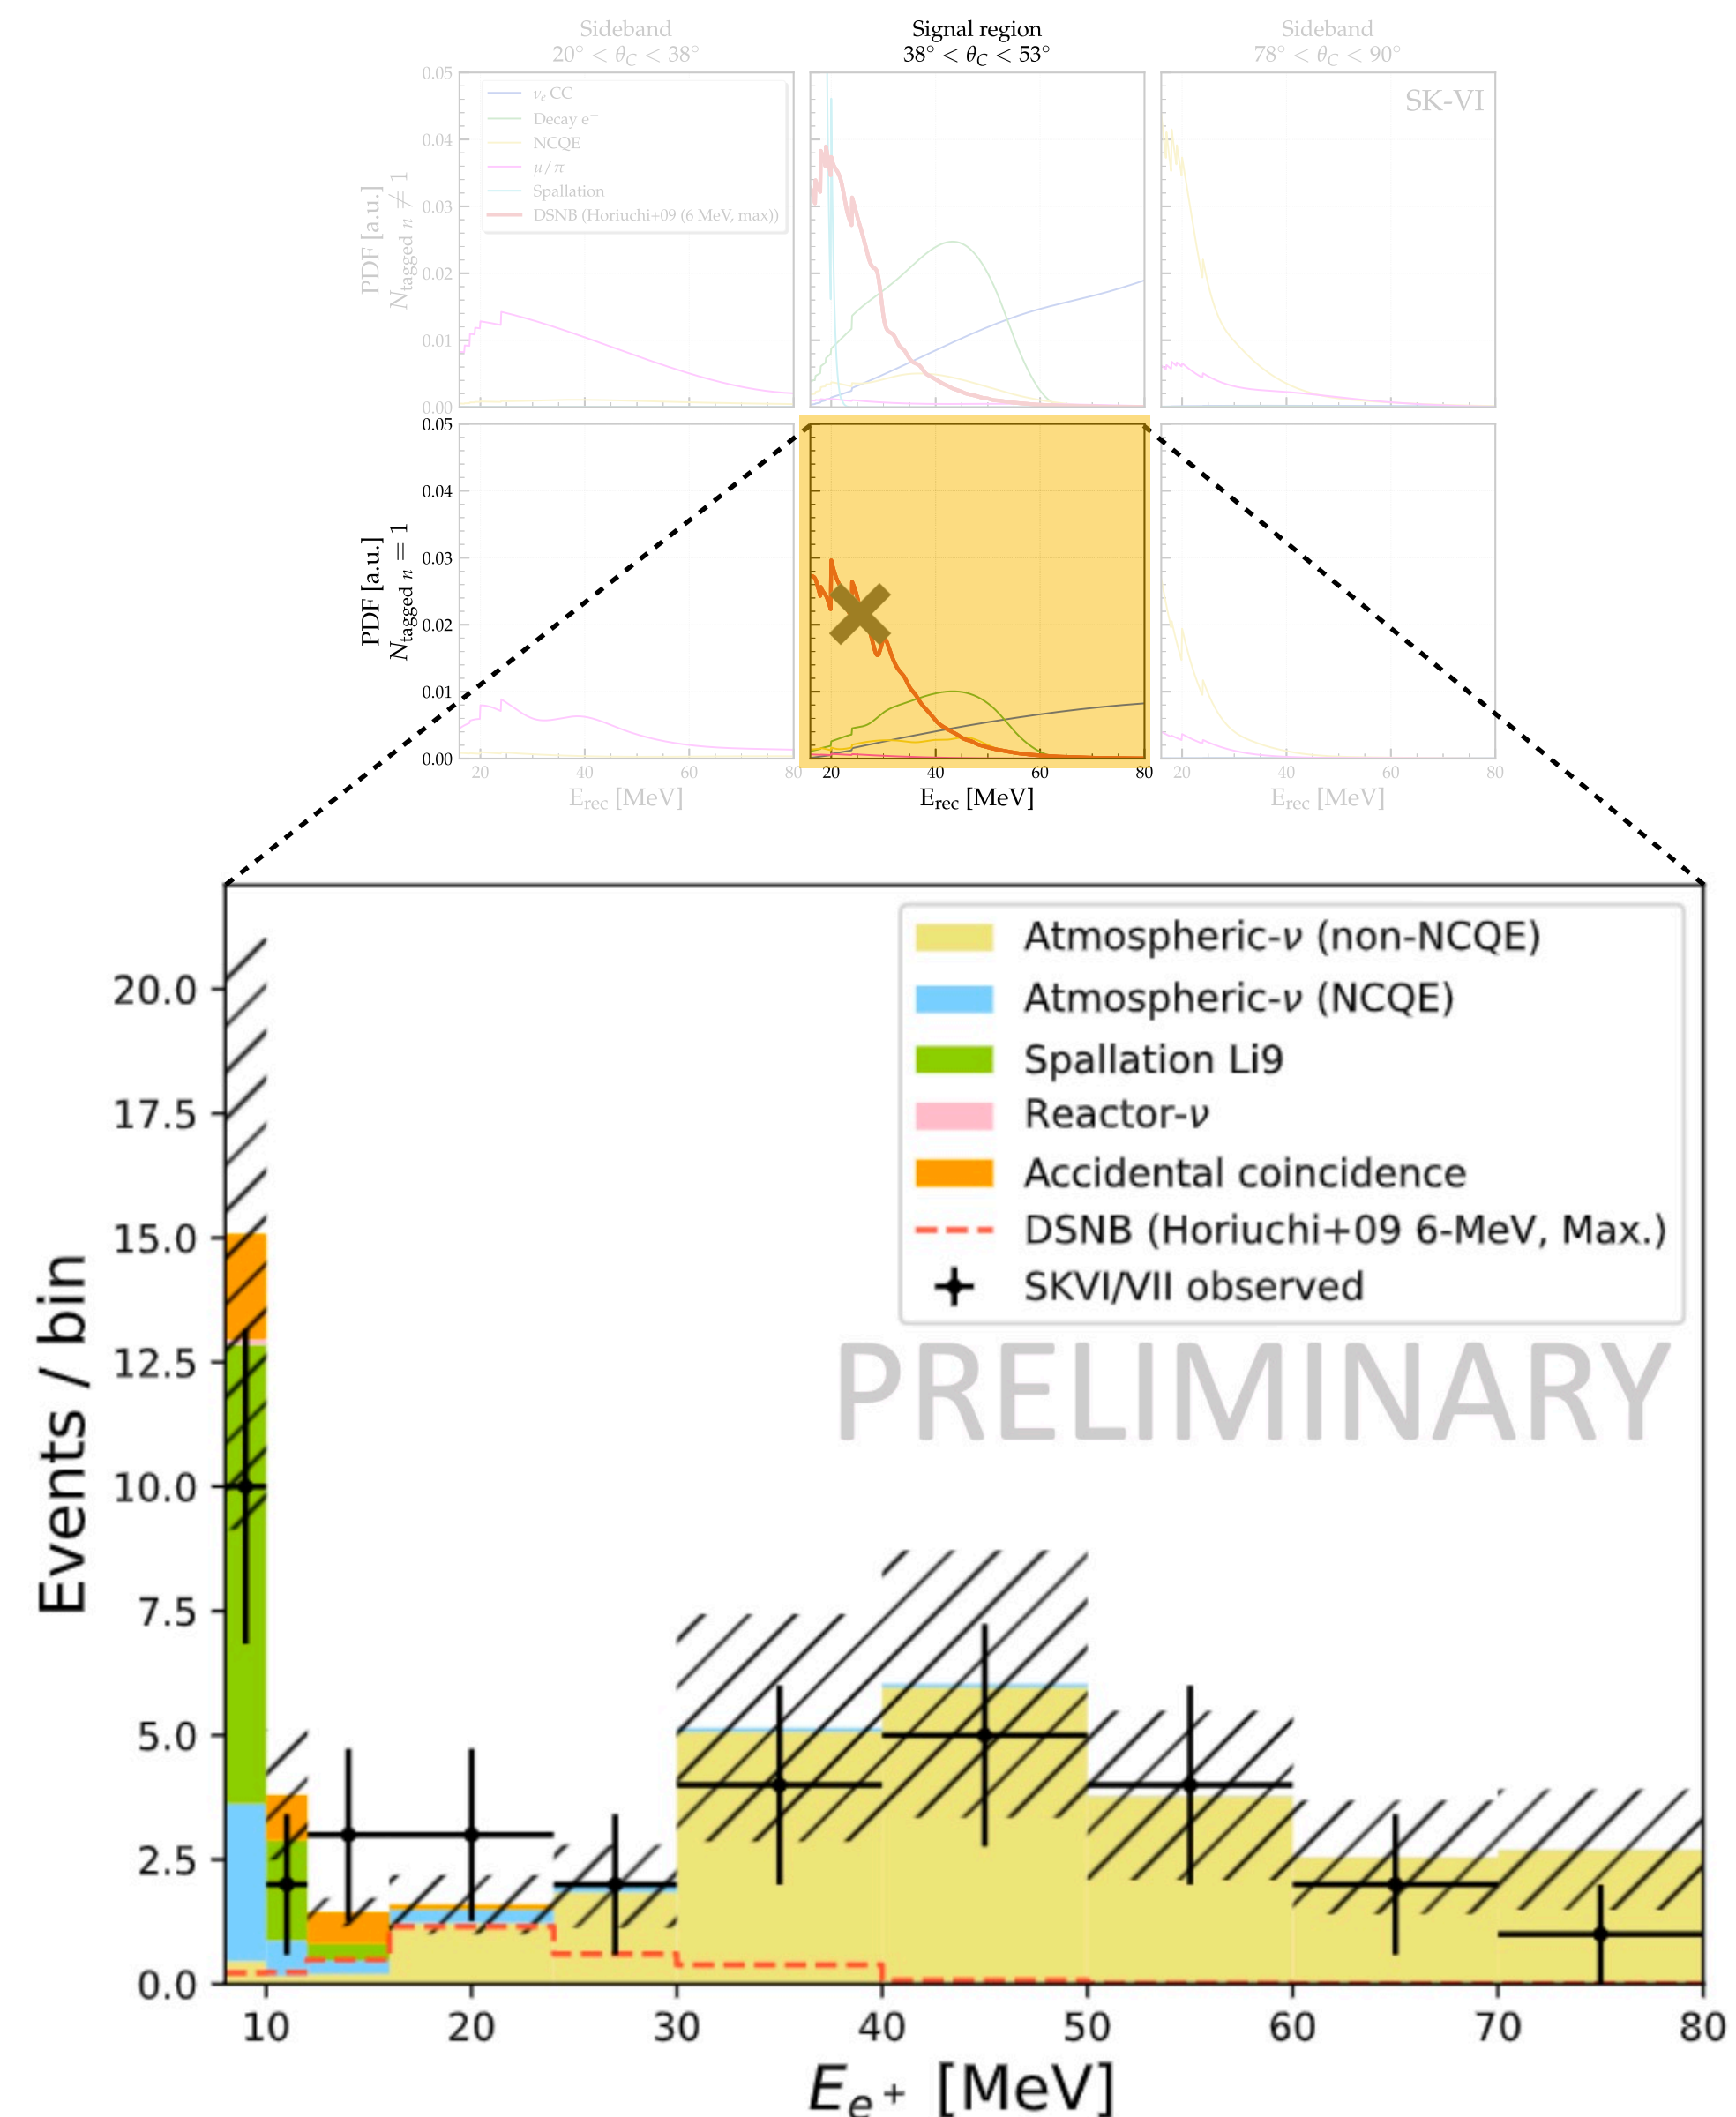 Sideband
20° < θ_C < 38°
Signal region
38° < θ_C < 53°
Sideband
78° < θ_C < 90°
PDF [a.u.]
N_tagged n ≠ 1
0.05
0.04
0.03
0.02
0.01
0.00
ν_e CC
Decay e⁻
NCQE
μ/π
Spallation
DSNB (Horiuchi+09 (6 MeV, max))
SK-VI
PDF [a.u.]
N_tagged n = 1
0.05
0.04
0.03
0.02
0.01
0.00
20 40 60 80
20 40 60 80
20 40 60 80
E_rec [MeV]
E_rec [MeV]
E_rec [MeV]
Events / bin
20.0
17.5
15.0
12.5
10.0
7.5
5.0
2.5
0.0
Atmospheric-ν (non-NCQE)
Atmospheric-ν (NCQE)
Spallation Li9
Reactor-ν
Accidental coincidence
DSNB (Horiuchi+09 6-MeV, Max.)
SKVI/VII observed
PRELIMINARY
10 20 30 40 50 60 70 80
E_e⁺ [MeV]